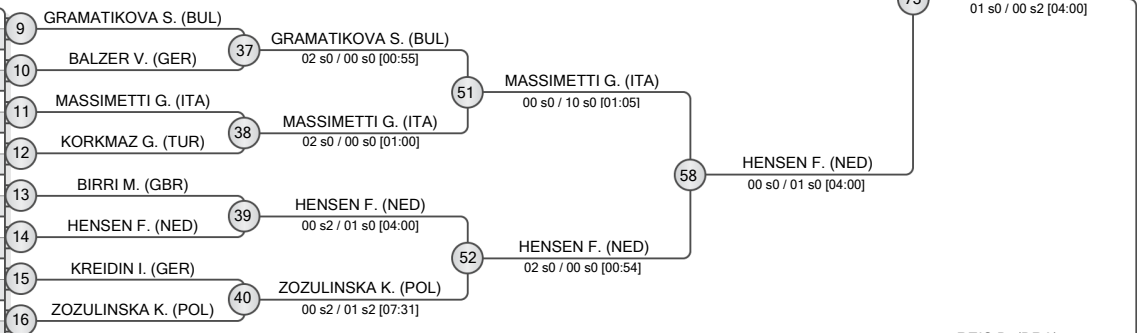 73
01 s0 / 00 s2 [04:00]
9
GRAMATIKOVA S. (BUL)
37
GRAMATIKOVA S. (BUL)
02 s0 / 00 s0 [00:55]
10
BALZER V. (GER)
51
MASSIMETTI G. (ITA)
00 s0 / 10 s0 [01:05]
11
MASSIMETTI G. (ITA)
38
MASSIMETTI G. (ITA)
02 s0 / 00 s0 [01:00]
12
KORKMAZ G. (TUR)
58
HENSEN F. (NED)
00 s0 / 01 s0 [04:00]
13
BIRRI M. (GBR)
39
HENSEN F. (NED)
00 s2 / 01 s0 [04:00]
14
HENSEN F. (NED)
52
HENSEN F. (NED)
02 s0 / 00 s0 [00:54]
15
KREIDIN I. (GER)
40
ZOZULINSKA K. (POL)
00 s2 / 01 s2 [07:31]
16
ZOZULINSKA K. (POL)